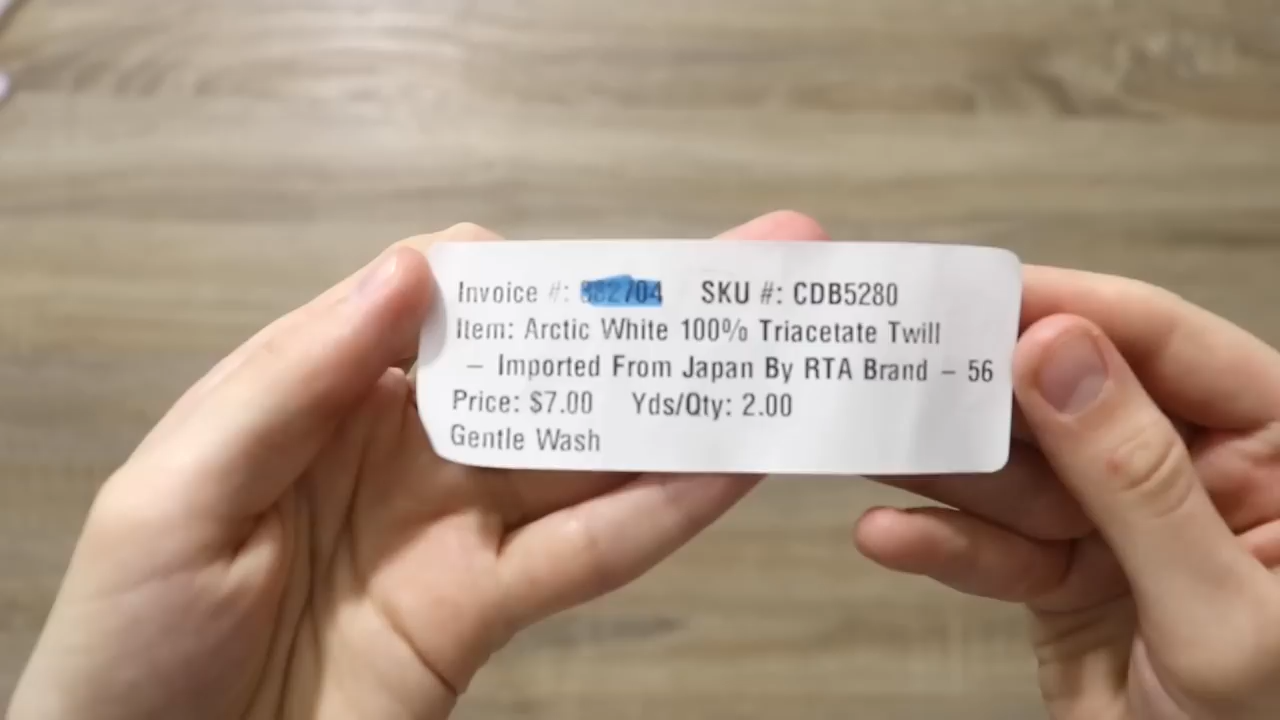 Invoice #: SKU #: CDB5280
Item: Arctic White 100% Triacetate Twill
– Imported From Japan By RTA Brand – 56
Price: $7.00 Yds/Qty: 2.00
Gentle Wash